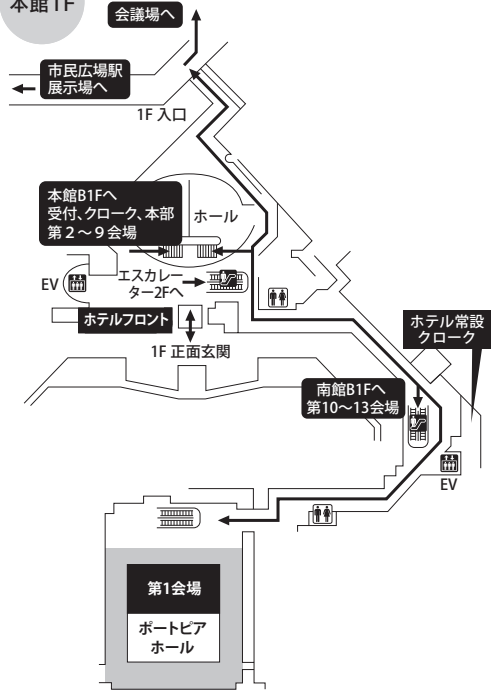 本館1F
会議場へ
市民広場駅
展示場へ
1F 入口
本館B1Fへ
受付、クローク、本部
第2〜9会場
ホール
EV
エスカレー
ター2Fへ
ホテルフロント
1F 正面玄関
ホテル常設
クローク
南館B1Fへ
第10〜13会場
EV
第1会場
ポートピア
ホール